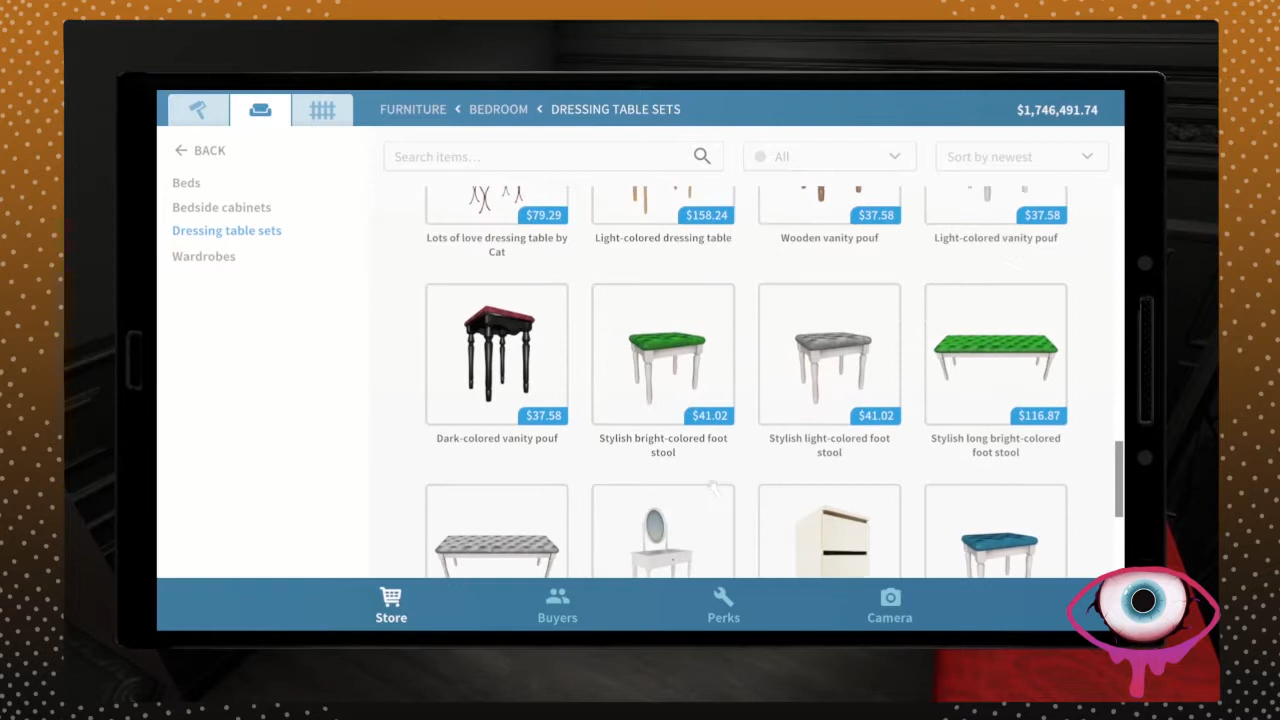 FURNITURE < BEDROOM < DRESSING TABLE SETS
$1,746,491.74
BACK
Search items...
All
Sort by newest
Beds
Bedside cabinets
Dressing table sets
Wardrobes
$79.29
$158.24
$37.58
$37.58
Lots of love dressing table by
Cat
Light-colored dressing table
Wooden vanity pouf
Light-colored vanity pouf
$37.58
$41.02
$41.02
$116.87
Dark-colored vanity pouf
Stylish bright-colored foot
stool
Stylish light-colored foot
stool
Stylish long bright-colored
foot stool
Store
Buyers
Perks
Camera